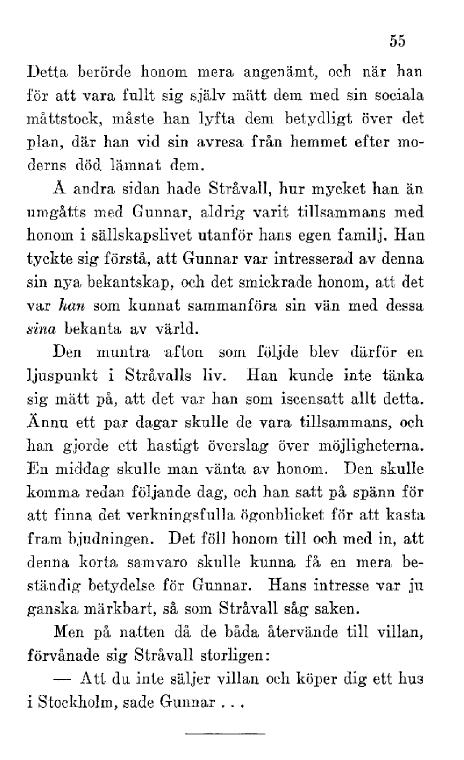 55
Detta berörde honom mera angenämt, och när han
för att vara fullt sig själv mätt dem med sin sociala
måttstock, måste han lyfta dem betydligt över det
plan, där han vid sin avresa från hemmet efter mo-
derns död lämnat dem.
Å andra sidan hade Stråvall, hur mycket han än
umgåtts med Gunnar, aldrig varit tillsammans med
honom i sällskapslivet utanför hans egen familj. Han
tyckte sig förstå, att Gunnar var intresserad av denna
sin nya bekantskap, och det smickrade honom, att det
var han som kunnat sammanföra sin vän med dessa
sina bekanta av värld.
Den muntra afton som följde blev därför en
ljuspunkt i Stråvalls liv. Han kunde inte tänka
sig mätt på, att det var han som iscensatt allt detta.
Ännu ett par dagar skulle de vara tillsammans, och
han gjorde ett hastigt överslag över möjligheterna.
En middag skulle man vänta av honom. Den skulle
komma redan följande dag, och han satt på spänn för
att finna det verkningsfulla ögonblicket för att kasta
fram bjudningen. Det föll honom till och med in, att
denna korta samvaro skulle kunna få en mera be-
ständig betydelse för Gunnar. Hans intresse var ju
ganska märkbart, så som Stråvall såg saken.
Men på natten då de båda återvände till villan,
förvånade sig Stråvall storligen:
— Att du inte säljer villan och köper dig ett hus
i Stockholm, sade Gunnar . . .